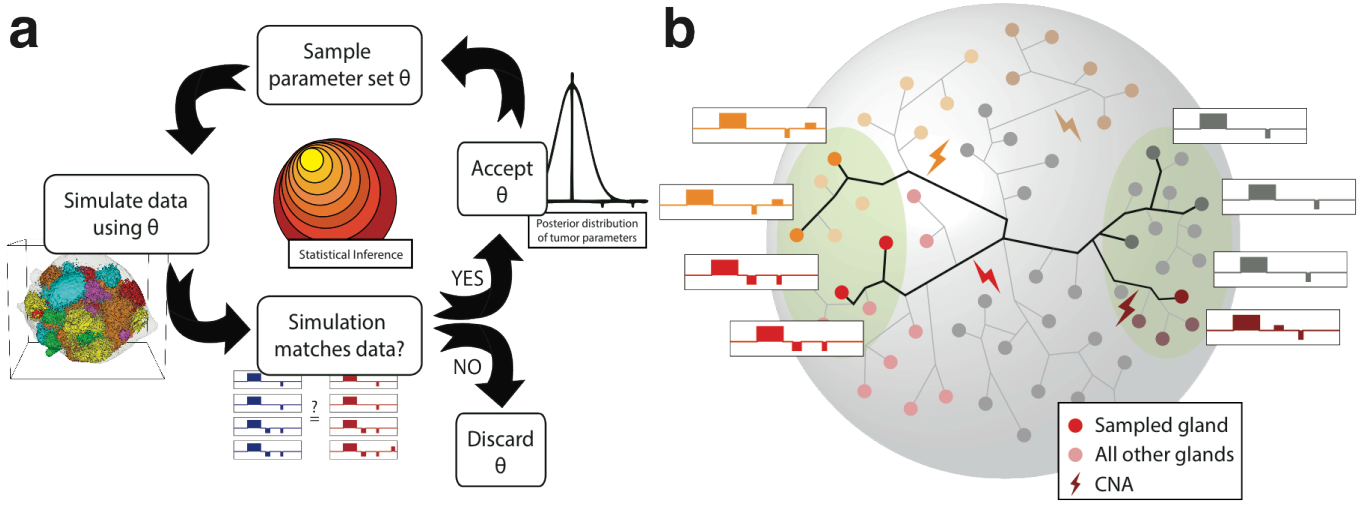 a
Sample
parameter set θ
Simulate data
using θ
Accept
θ
Posterior distribution
of tumor parameters
Statistical Inference
YES
Simulation
matches data?
NO
?
=
Discard
θ
b
Sampled gland
All other glands
CNA